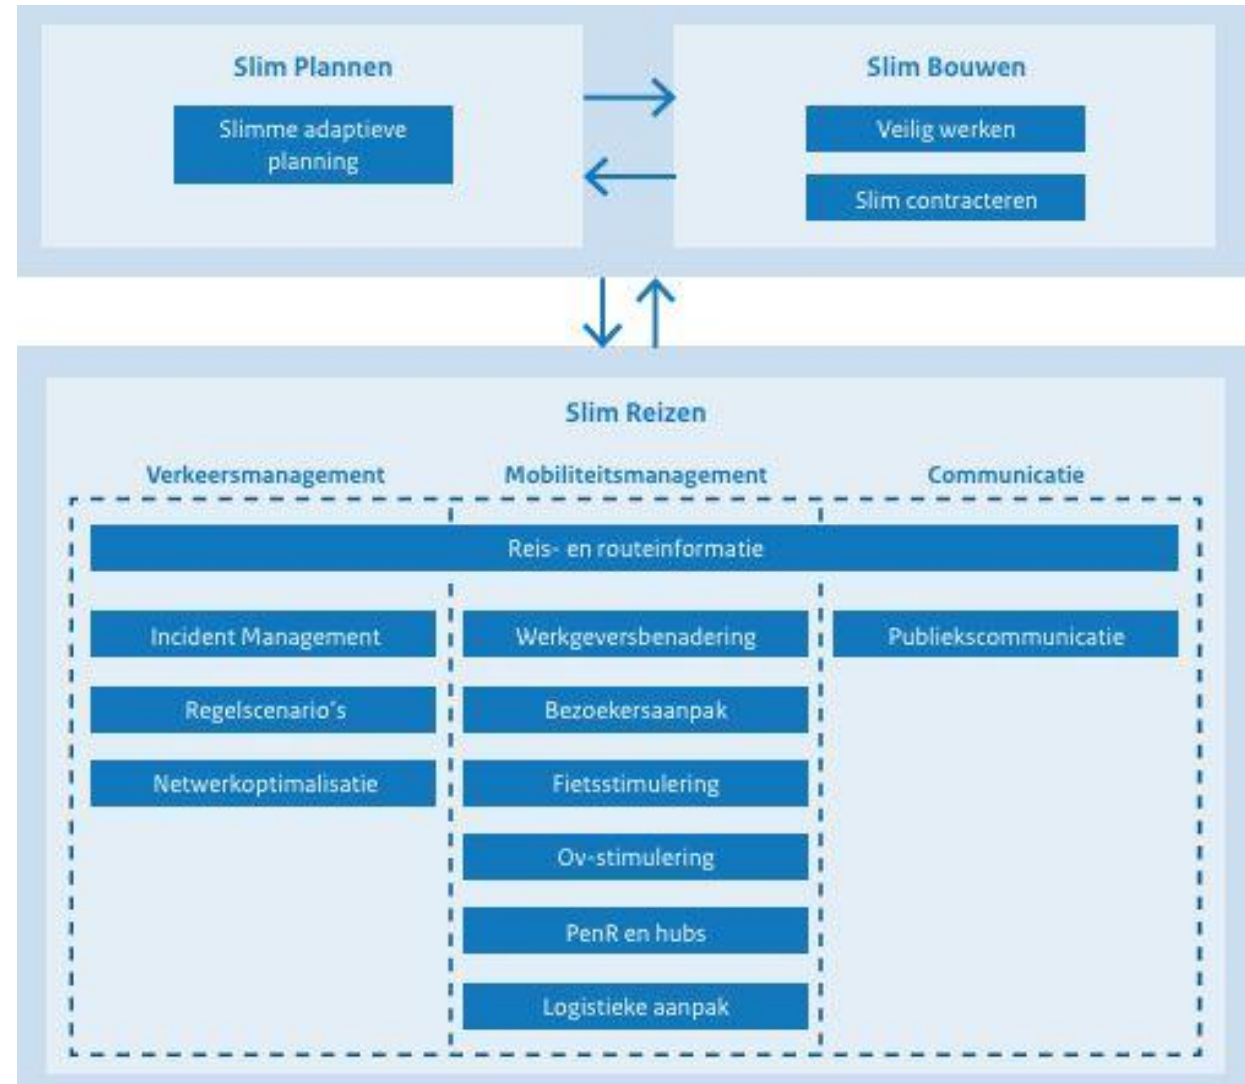 Slim Plannen
Slimme adaptieve
planning
Slim Bouwen
Veilig werken
Slim contracteren
Slim Reizen
Verkeersmanagement
Mobiliteitsmanagement
Communicatie
Reis- en routeinformatie
Incident Management
Regelscenario's
Netwerkoptimalisatie
Werkgeversbenadering
Bezoekersaanpak
Fietsstimulering
Ov-stimulering
PenR en hubs
Logistieke aanpak
Publiekscommunicatie